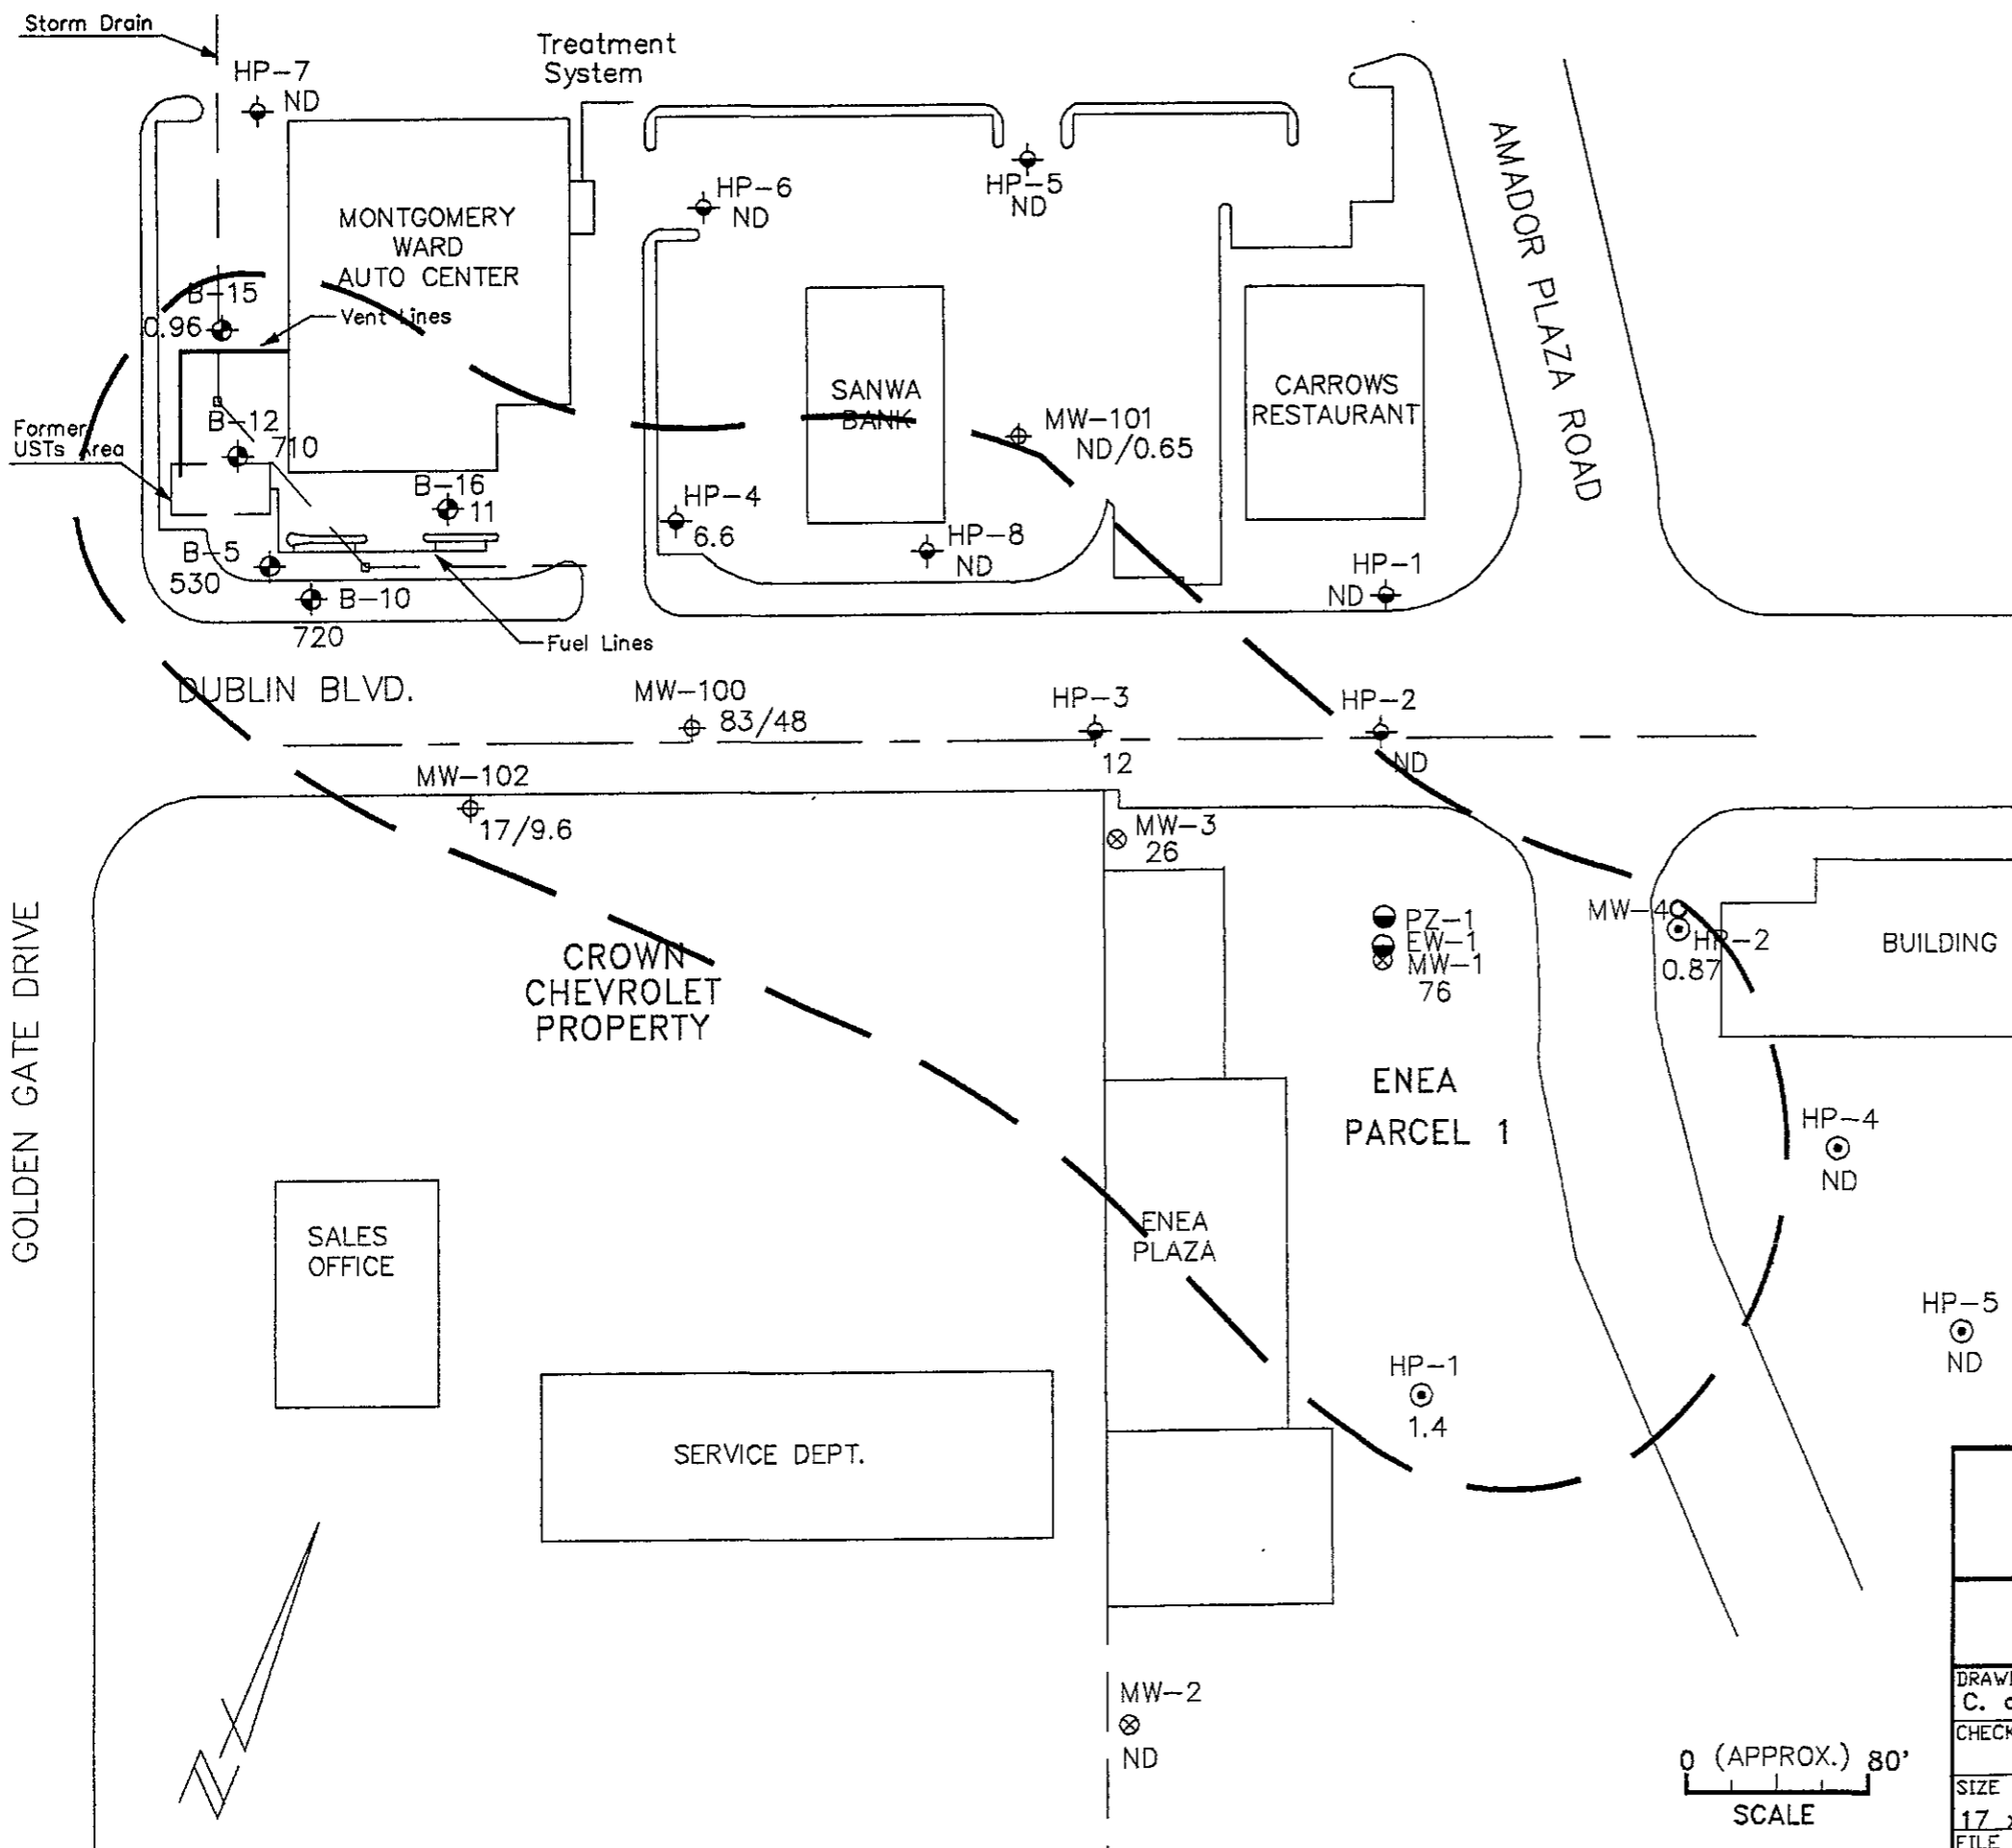 Storm Drain
HP-7
ND
Treatment
System
MONTGOMERY
WARD
AUTO CENTER
HP-6
ND
HP-5
ND
AMADOR PLAZA ROAD
B-15
0.96
Vent Lines
SANWA
BANK
CARROWS
RESTAURANT
MW-101
ND/0.65
Former
USTs Area
B-12
710
B-16
11
HP-4
6.6
HP-8
ND
HP-1
ND
B-5
530
B-10
720
Fuel Lines
DUBLIN BLVD.
MW-100
83/48
HP-3
12
HP-2
ND
MW-102
17/9.6
MW-3
26
GOLDEN GATE DRIVE
CROWN
CHEVROLET
PROPERTY
PZ-1
EW-1
MW-1
76
MW-4
HP-2
0.87
BUILDING
ENEA
PARCEL 1
HP-4
ND
SALES
OFFICE
ENEA
PLAZA
HP-5
ND
HP-1
1.4
SERVICE DEPT.
N
MW-2
ND
0 (APPROX.) 80'
SCALE
C.
SIZE
17
FILE